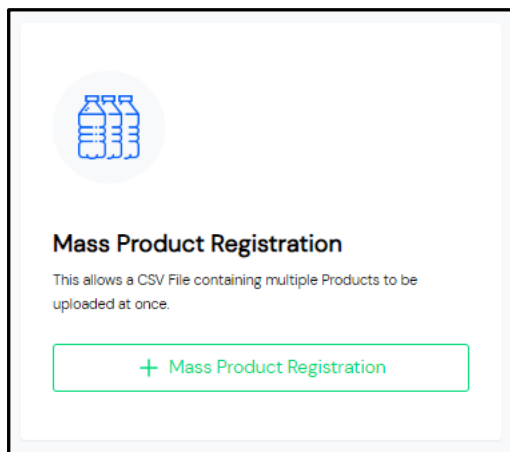 Mass Product Registration
This allows a CSV File containing multiple Products to be
uploaded at once.
+ Mass Product Registration